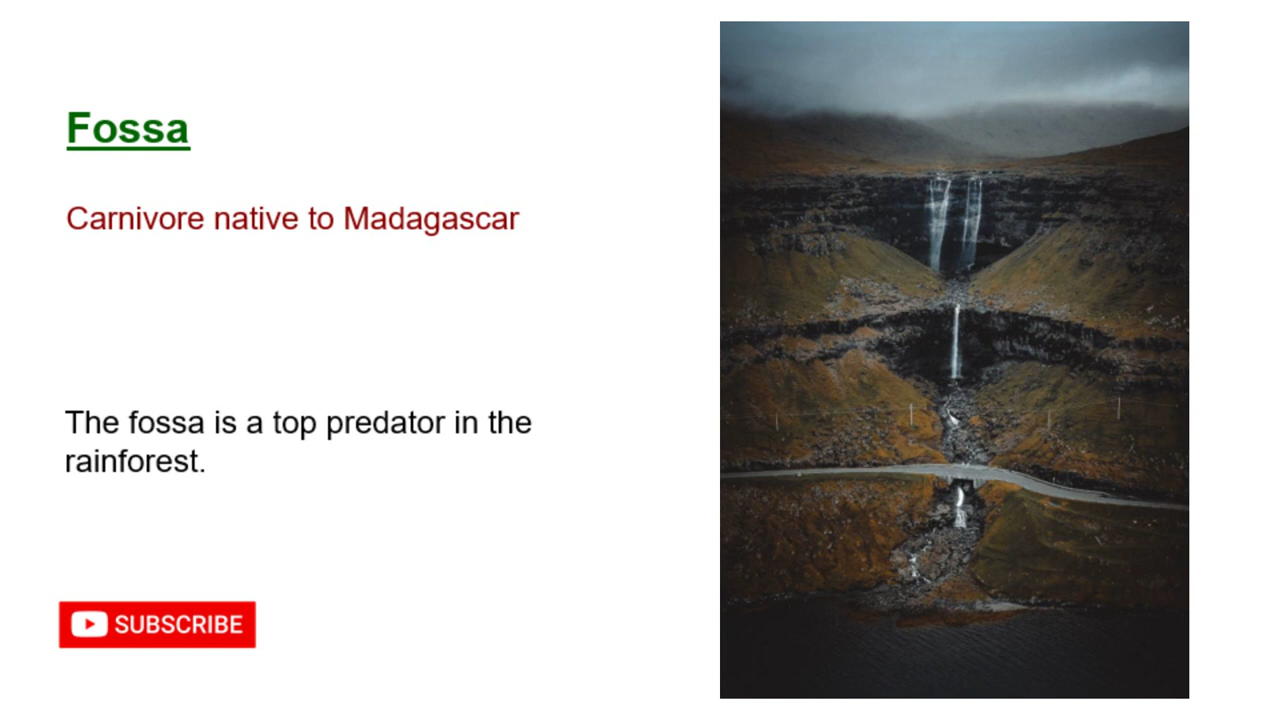 Fossa
Carnivore native to Madagascar
The fossa is a top predator in the
rainforest.
SUBSCRIBE